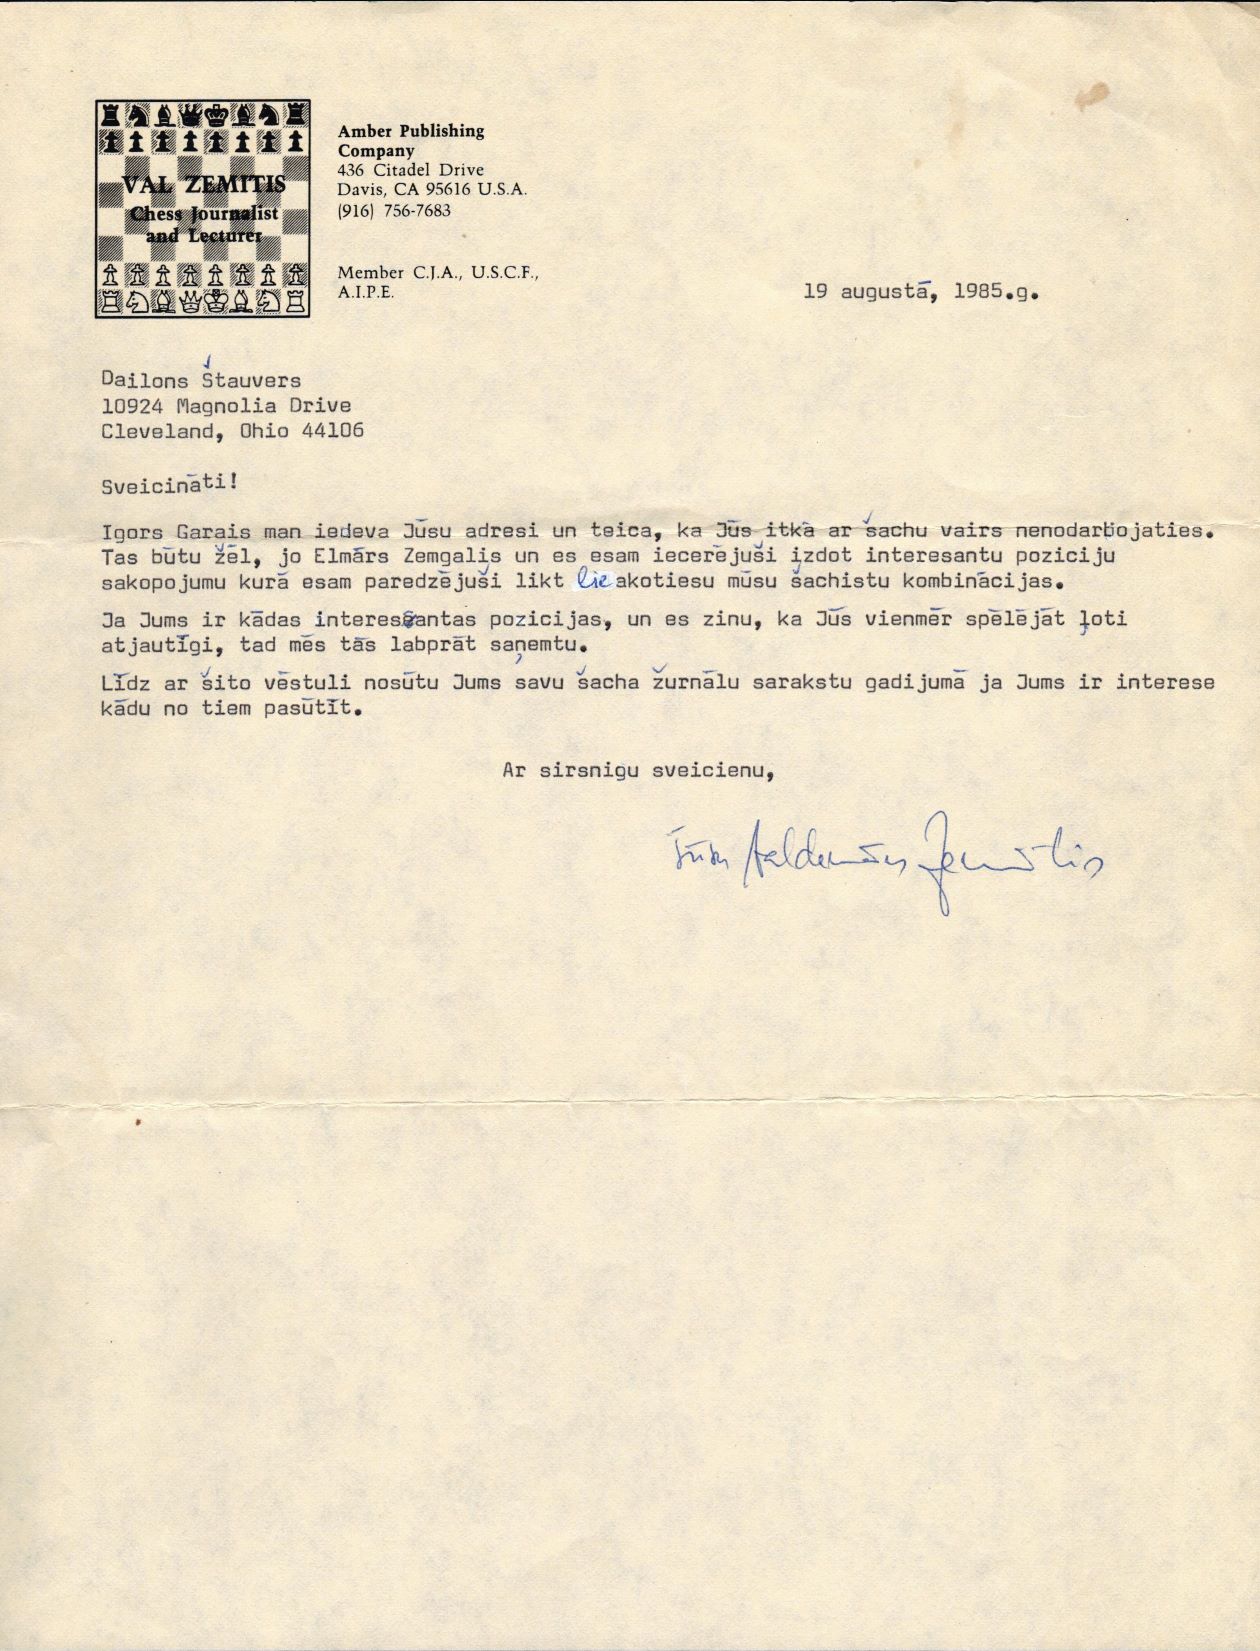 VAL ZEMITIS
Chess Journalist
and Lecturer
Amber Publishing
Company
436 Citadel Drive
Davis, CA 95616 U.S.A.
(916) 756-7683
Member C.J.A., U.S.C.F.,
A.I.P.E.
19 augustā, 1985.g.
Dailons Štauvers
10924 Magnolia Drive
Cleveland, Ohio 44106
Sveicināti!
Igors Garais man iedeva Jūsu adresi un teica, ka Jūs itkā ar šachu vairs nenodarbojaties.
Tas būtu žēl, jo Elmārs Zemgalis un es esam iecerējuši izdot interesantu poziciju
sakopojumu kurā esam paredzējuši likt lie akotiesu mūsu šachistu kombinācijas.
Ja Jums ir kādas interesantas pozicijas, un es zinu, ka Jūs vienmēr spēlējāt ļoti
atjautīgi, tad mēs tās labprāt saņemtu.
Līdz ar šito vēstuli nosūtu Jums savu šacha žurnālu sarakstu gadijumā ja Jums ir interese
kādu no tiem pasūtīt.
Ar sirsnigu sveicienu,
Jūsu Valdemārs Zemītis